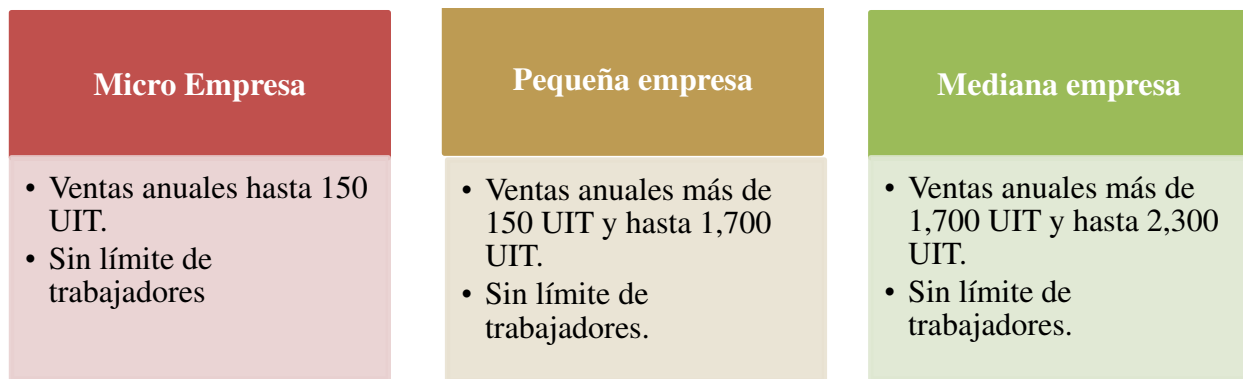 Micro Empresa
• Ventas anuales hasta 150
UIT.
• Sin límite de
trabajadores
Pequeña empresa
• Ventas anuales más de
150 UIT y hasta 1,700
UIT.
• Sin límite de
trabajadores.
Mediana empresa
• Ventas anuales más de
1,700 UIT y hasta 2,300
UIT.
• Sin límite de
trabajadores.